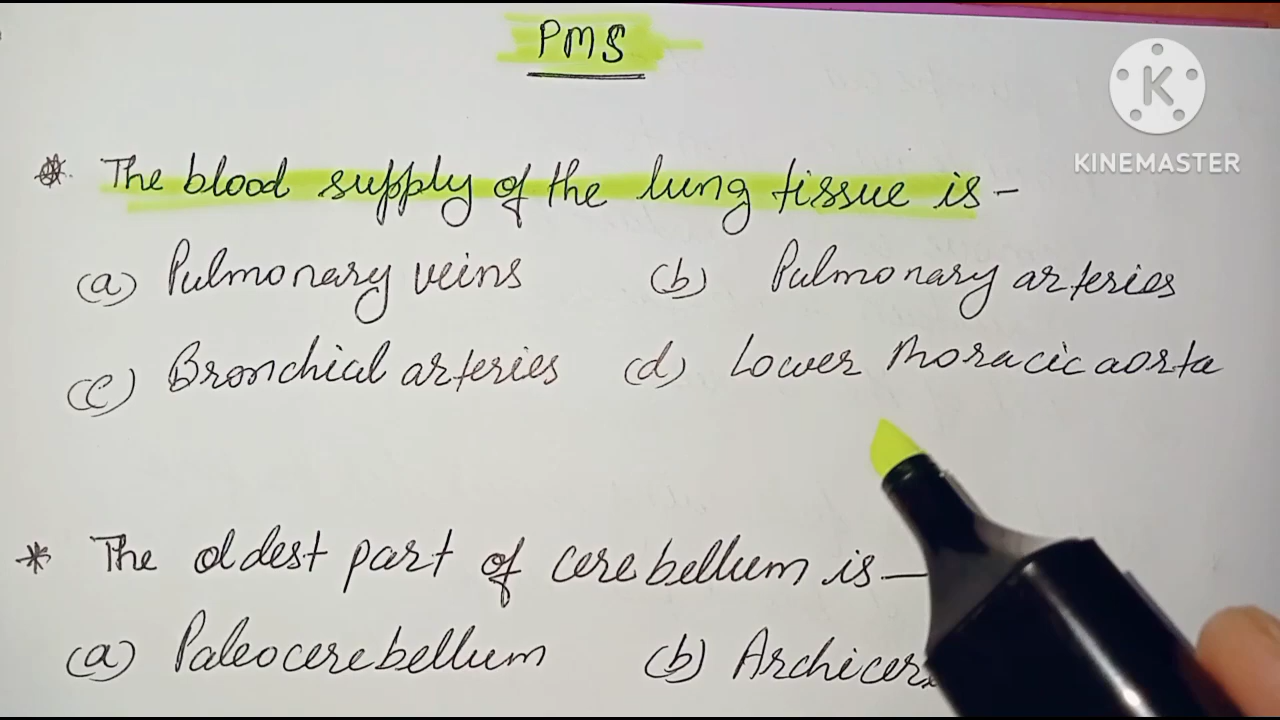 PMS
K
KINEMASTER
* The blood supply of the lung tissue is -
(a) Pulmonary veins (b) Pulmonary arteries
(c) Bronchial arteries (d) Lower thoracic aorta
* The oldest part of cerebellum is —
(a) Paleocerebellum (b)